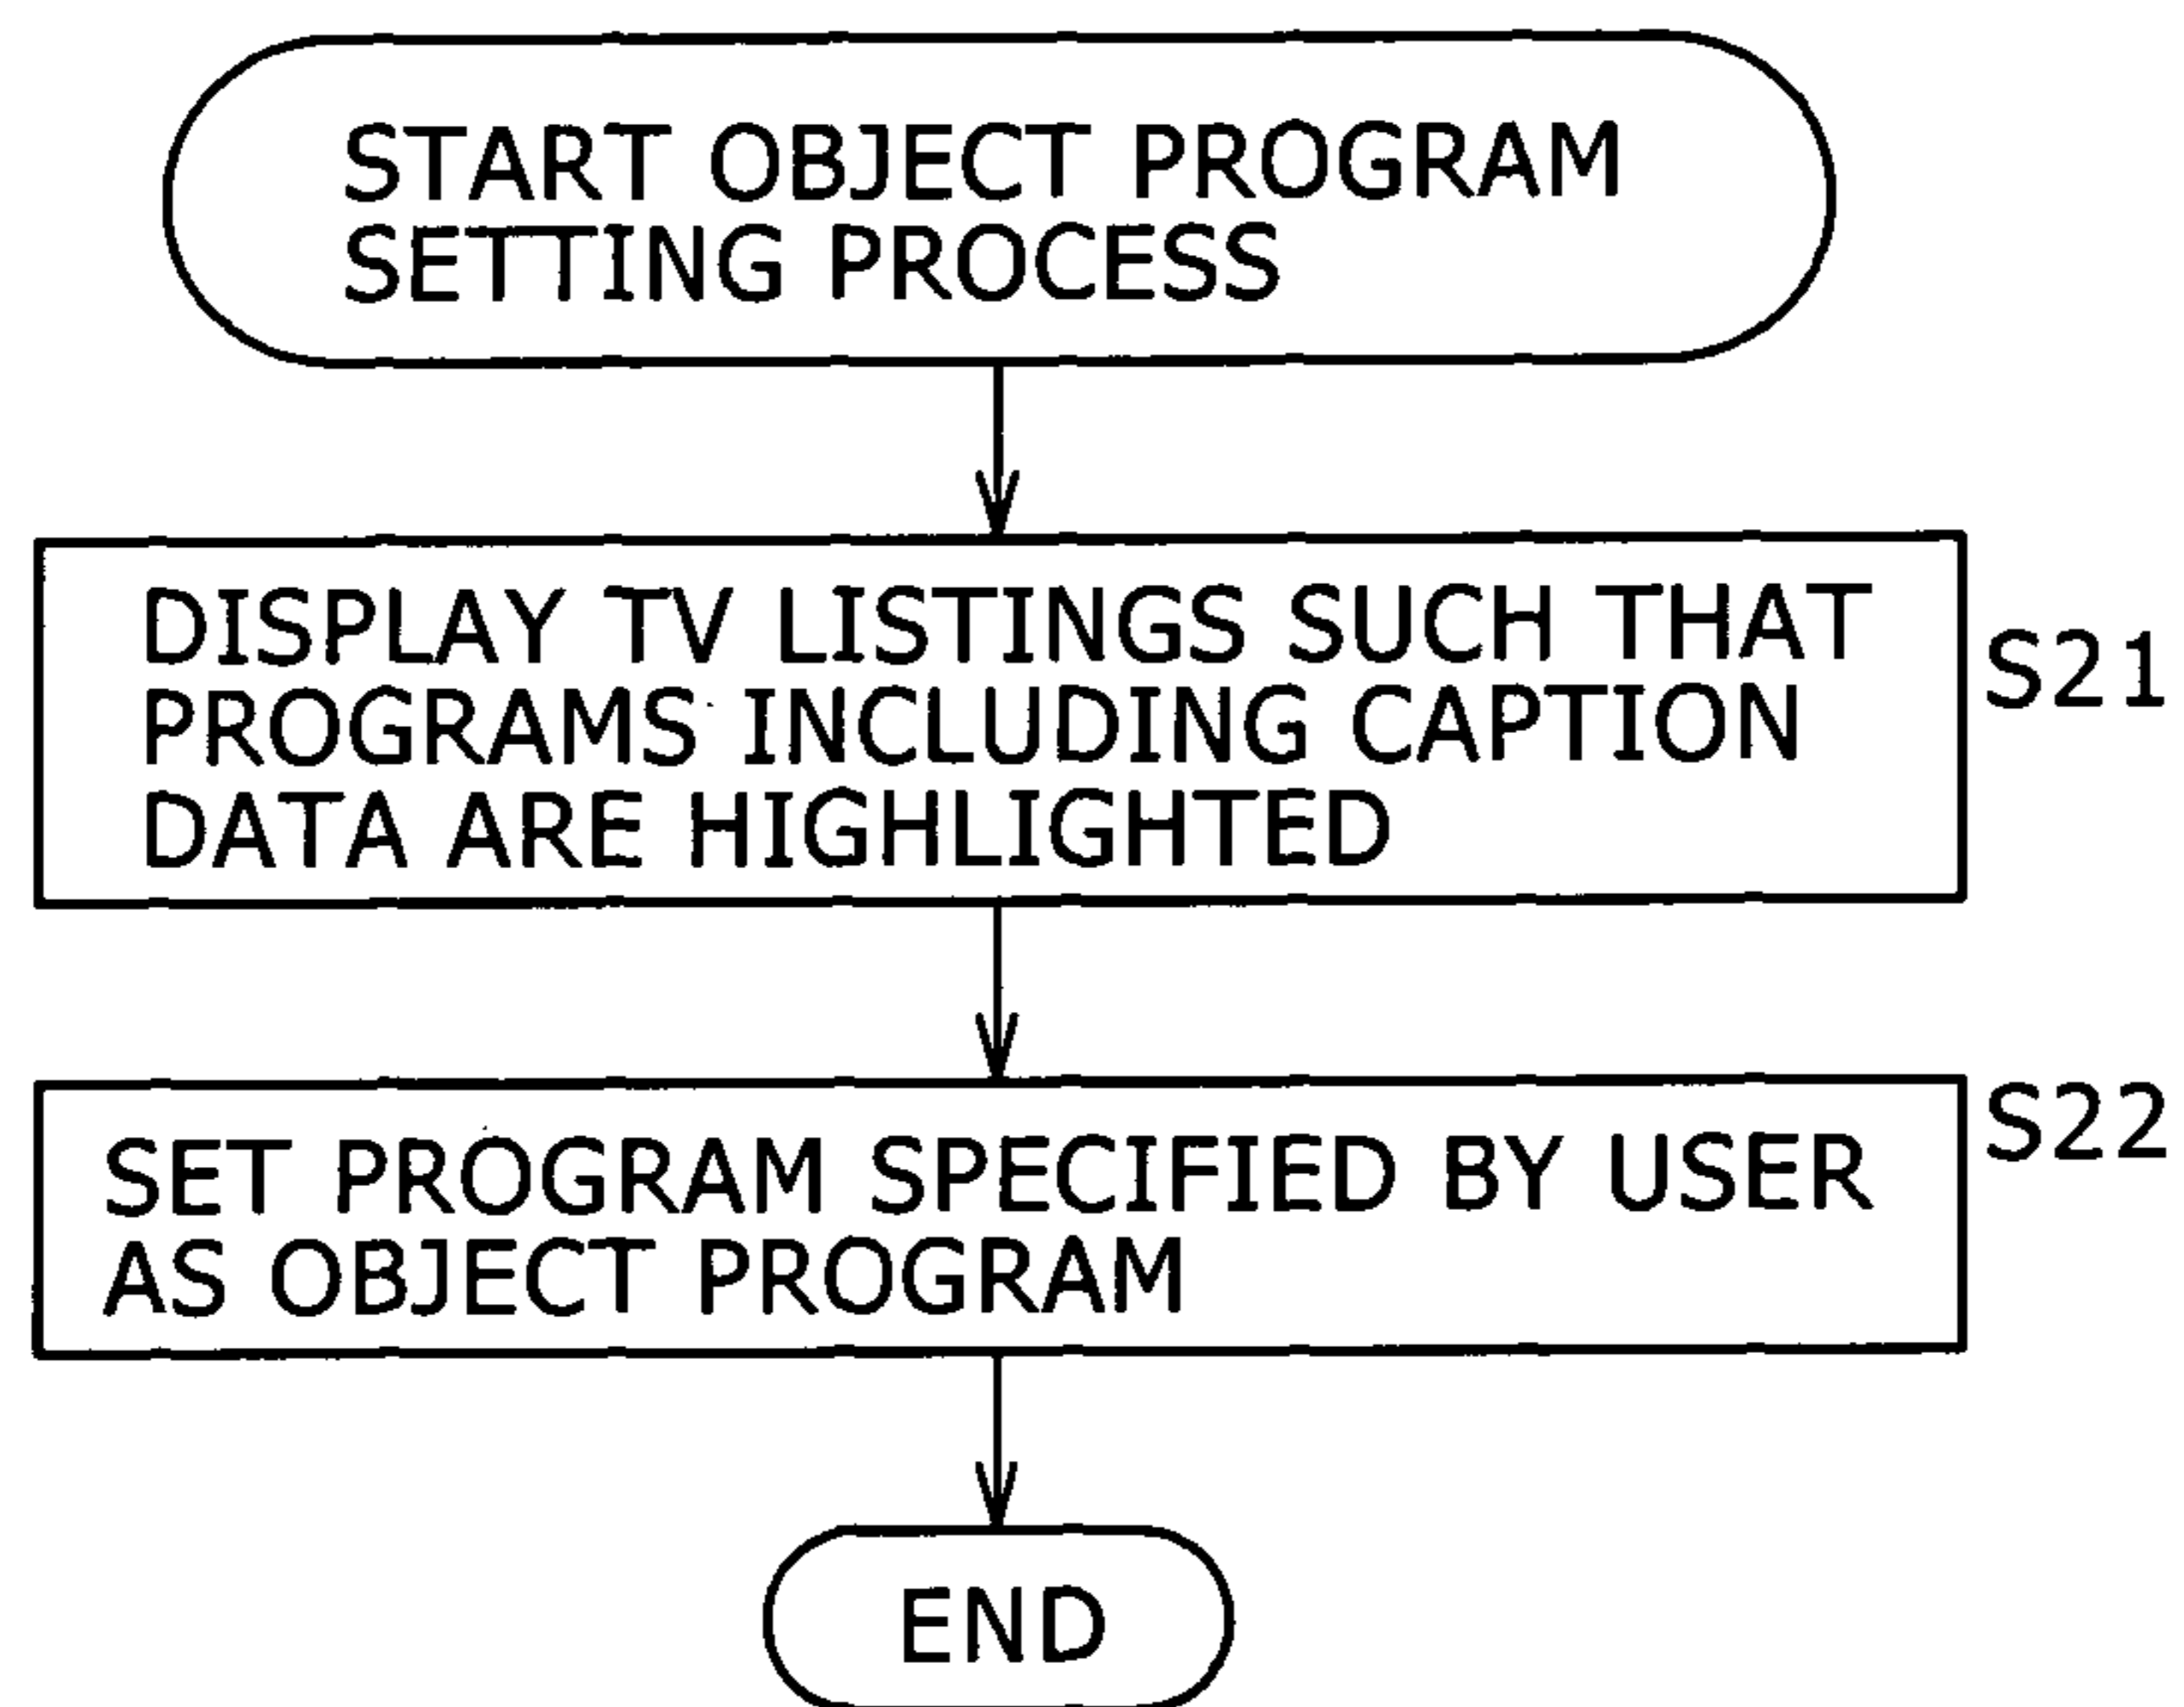 START OBJECT PROGRAM
SETTING PROCESS
DISPLAY TV LISTINGS SUCH THAT
PROGRAMS INCLUDING CAPTION
DATA ARE HIGHLIGHTED
S21
SET PROGRAM SPECIFIED BY USER
AS OBJECT PROGRAM
S22
END